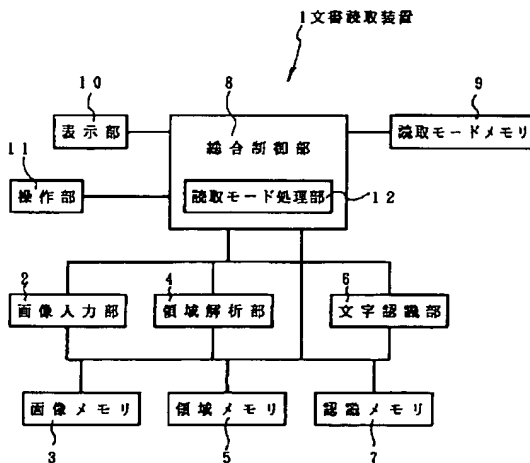 1文書読取装置
10
8
9
表示部
総合制御部
読取モードメモリ
11
操作部
読取モード処理部
12
2
4
6
画像入力部
領域解析部
文字認識部
画像メモリ
領域メモリ
認識メモリ
3
5
7